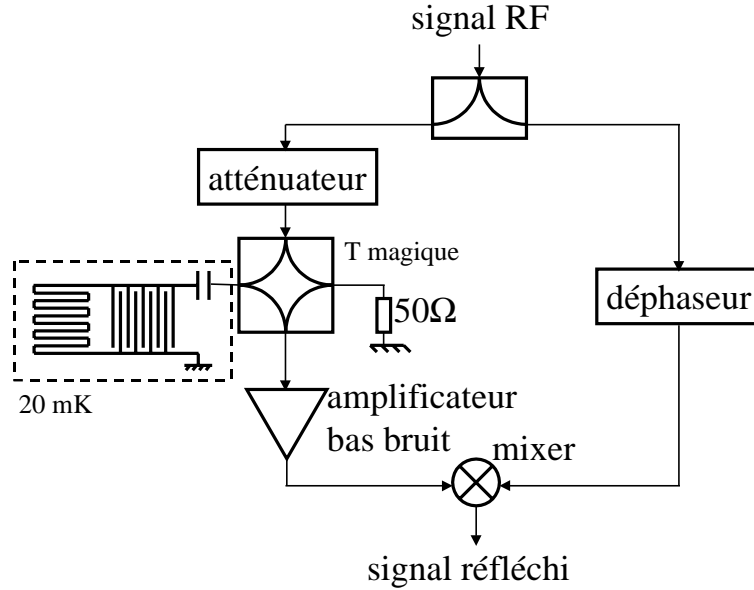 signal RF
atténuateur
T magique
50Ω
déphaseur
20 mK
amplificateur
bas bruit
mixer
signal réfléchi